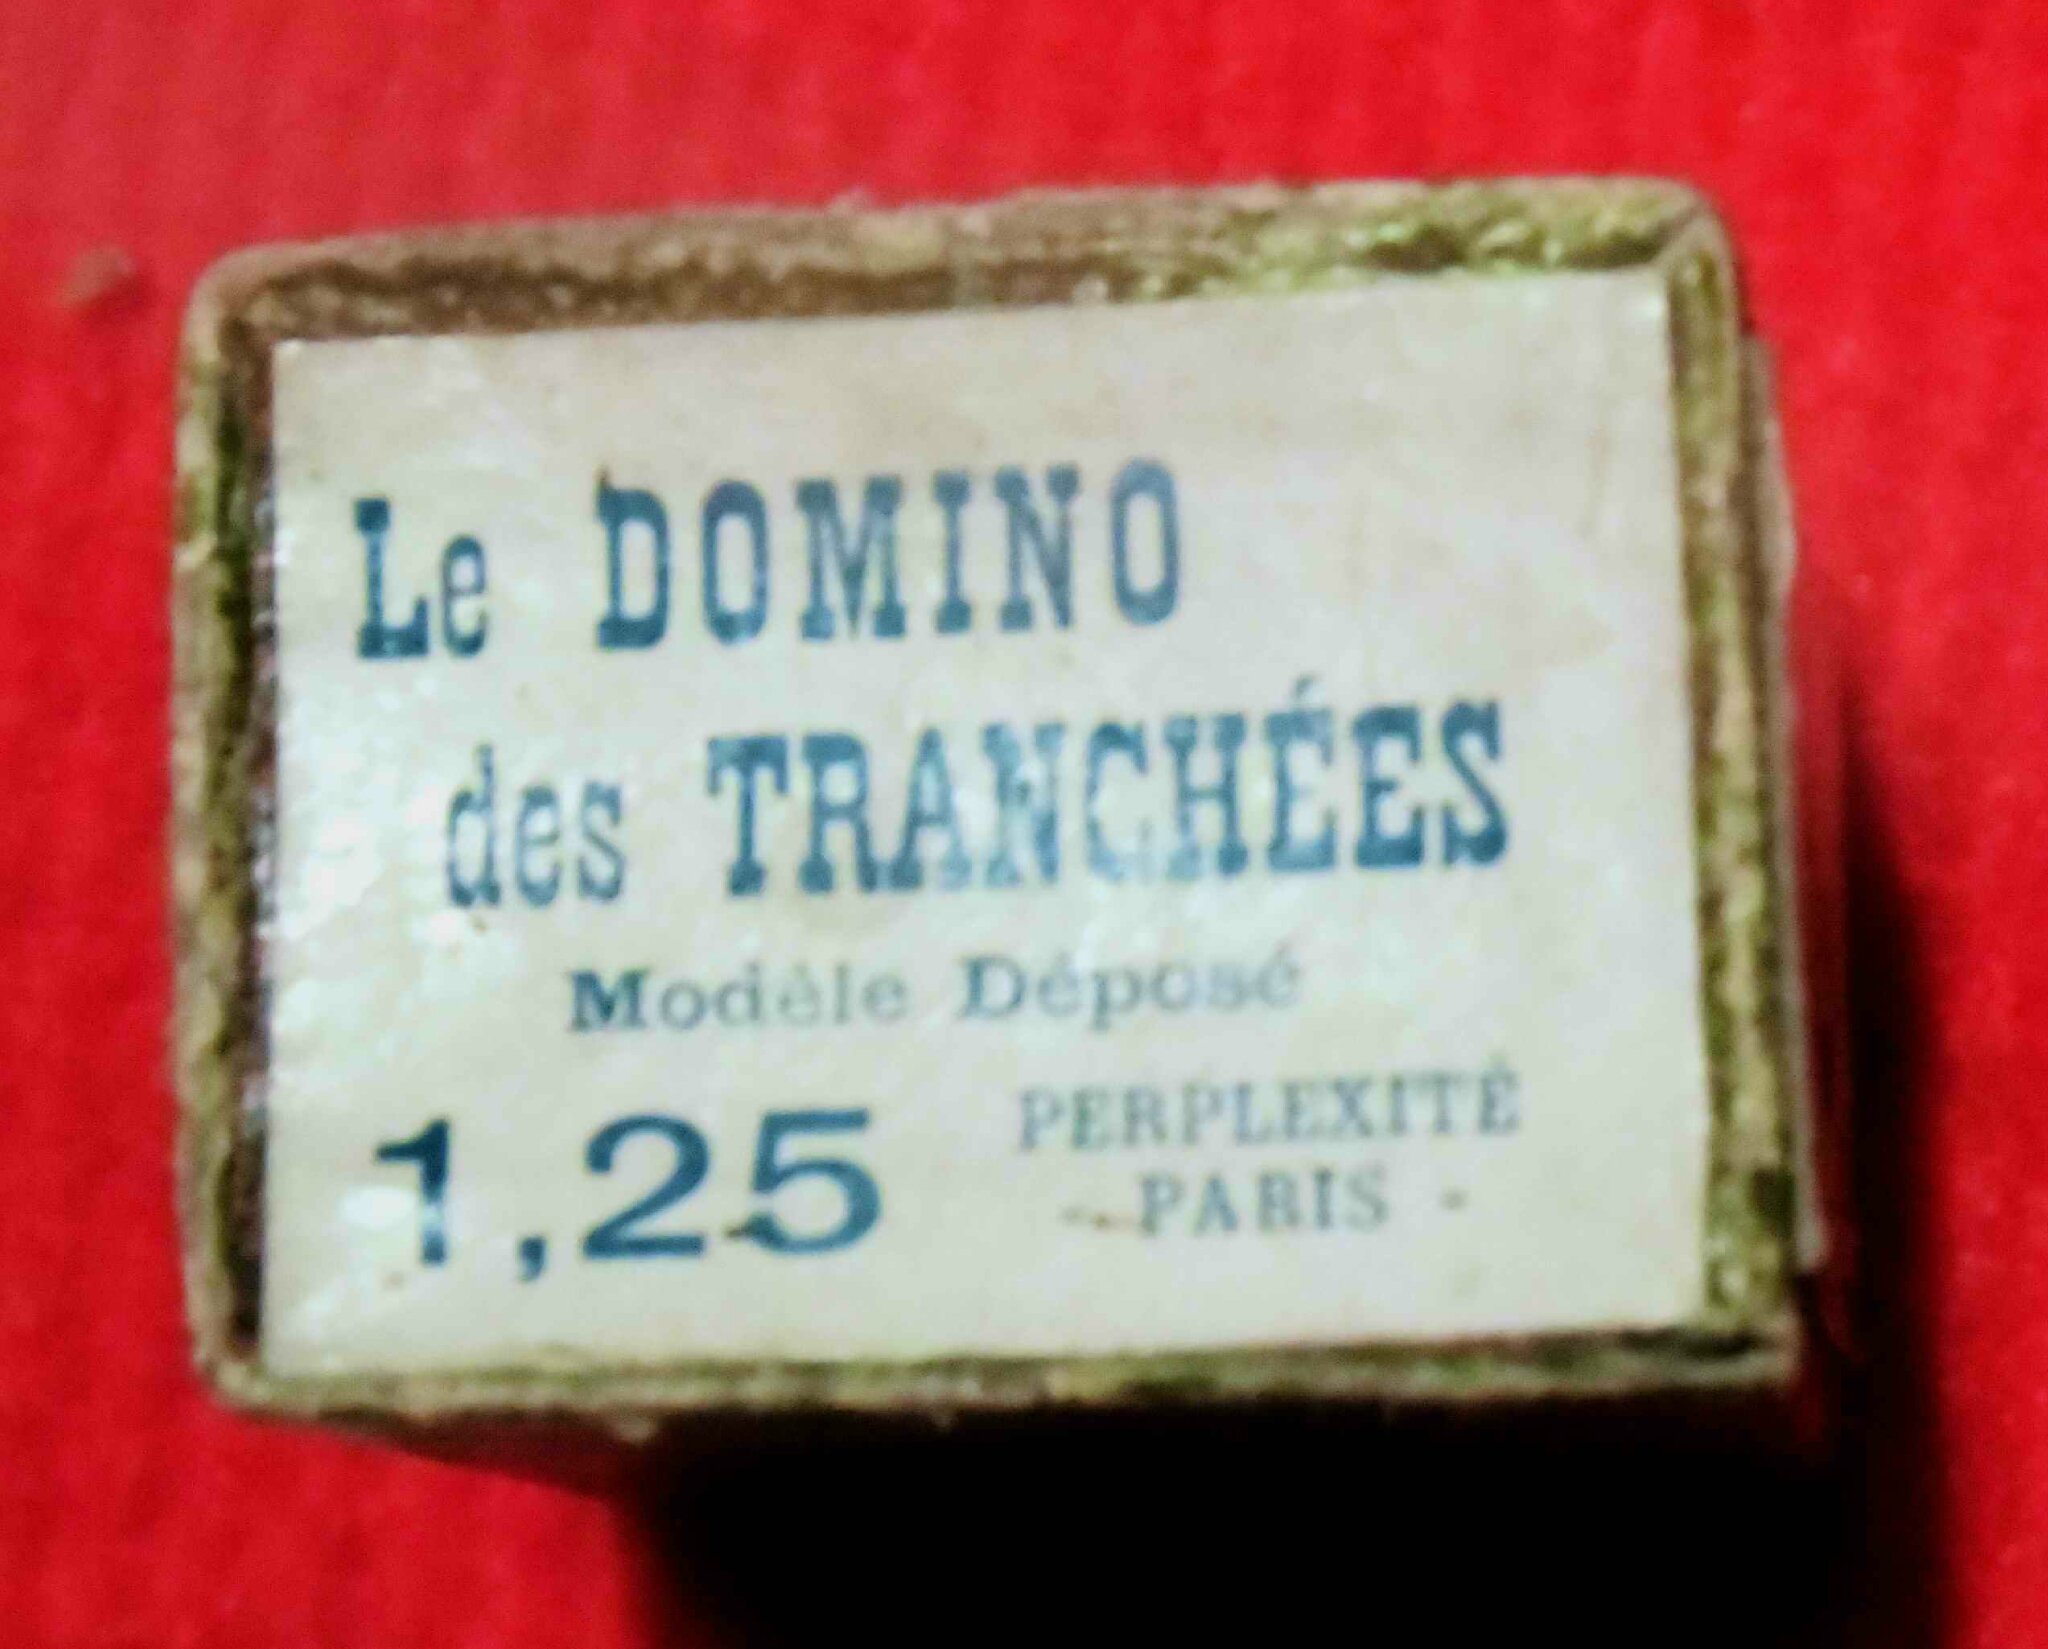 Le DOMINO
des TRANCHÉES
Modèle Déposé
1,25
PERPLEXITÉ
- PARIS -